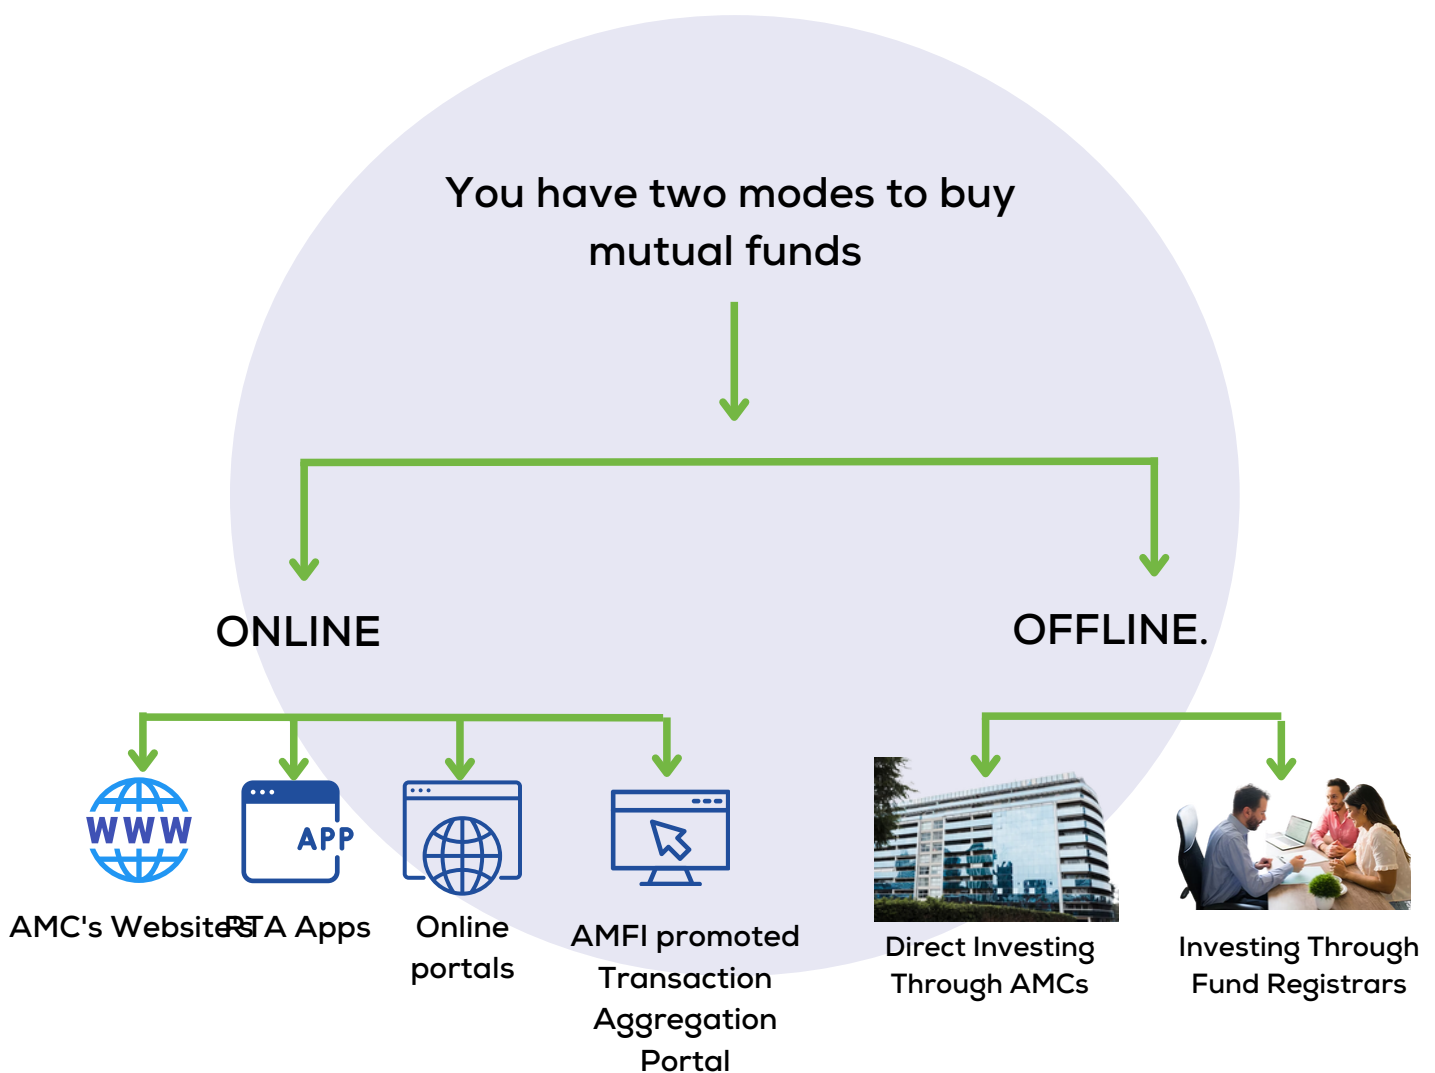 You have two modes to buy
mutual funds
ONLINE
OFFLINE.
WWW
APP
AMC's Website's
RTA Apps
Online
portals
AMFI promoted
Transaction
Aggregation
Portal
Direct Investing
Through AMCs
Investing Through
Fund Registrars